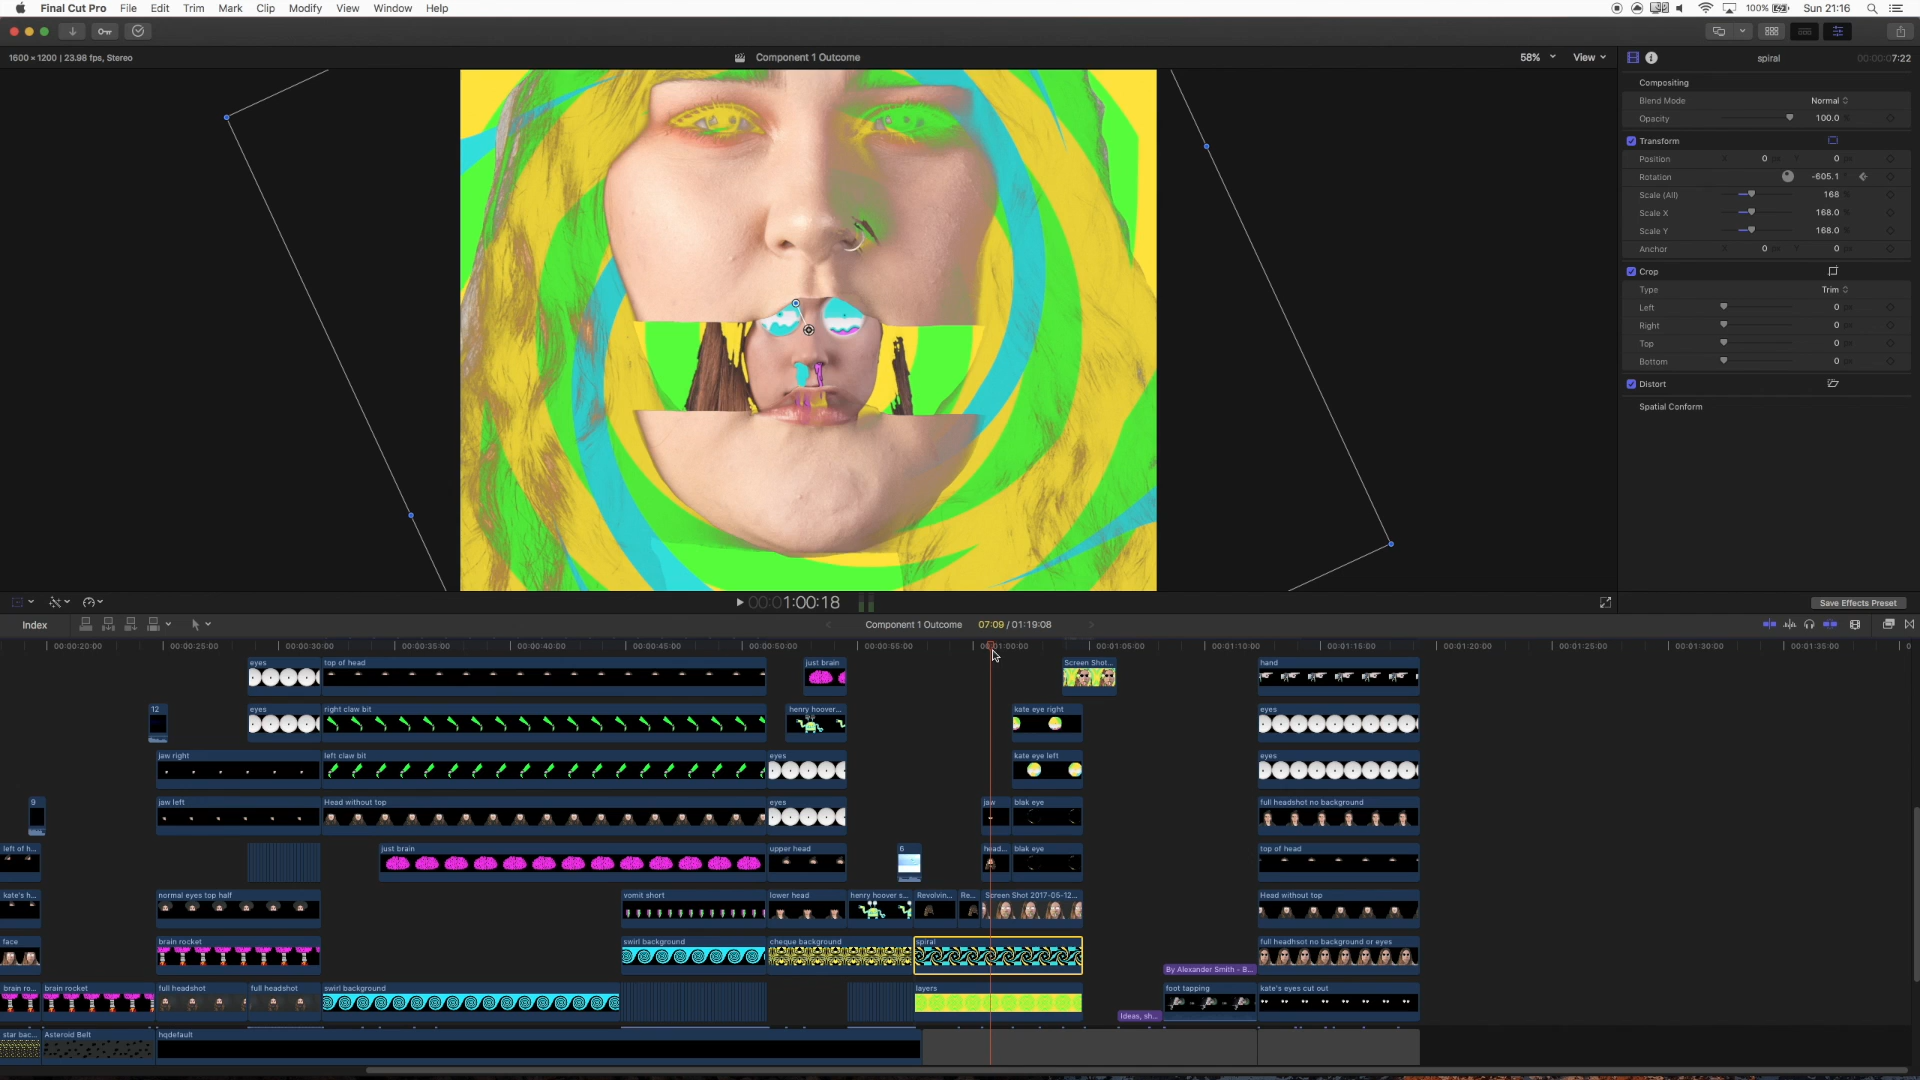 Final Cut Pro File Edit Trim Mark Clip Modify View Window Help 100% Sun 21:16
1600 × 1200 | 23.98 fps, Stereo Component 1 Outcome 58% View spiral 00:00:07:22
Compositing
Blend Mode Normal
Opacity 100.0
Transform
Position X 0 Y 0
Rotation -605.1
Scale (All) 168
Scale X 168.0
Scale Y 168.0
Anchor X 0 Y 0
Crop
Type Trim
Left 0
Right 0
Top 0
Bottom 0
Distort
Spatial Conform
00:01:00:18 Save Effects Preset
Index Component 1 Outcome 07:09 / 01:19:08
00:00:20:00 00:00:25:00 00:00:30:00 00:00:35:00 00:00:40:00 00:00:45:00 00:00:50:00 00:00:55:00 00:01:00:00 00:01:05:00 00:01:10:00 00:01:15:00 00:01:20:00 00:01:25:00 00:01:30:00 00:01:35:00
eyes top of head just brain Screen Shot... hand
12 eyes right claw bit henry hoover... kate eye right eyes
jaw right left claw bit eyes kate eye left eyes
9 jaw left Head without top eyes jaw blak eye full headshot no background
left of h... just brain upper head 6 head... blak eye top of head
kate's h... normal eyes top half vomit short lower head henry hoover s... Revolvin... Re... Screen Shot 2017-05-12... Head without top
face brain rocket swirl background cheque background spiral full headhsot no background or eyes
By Alexander Smith - B...
brain ro... brain rocket full headshot full headshot swirl background layers foot tapping kate's eyes cut out
Ideas, sh...
star bac... Asteroid Belt hqdefault